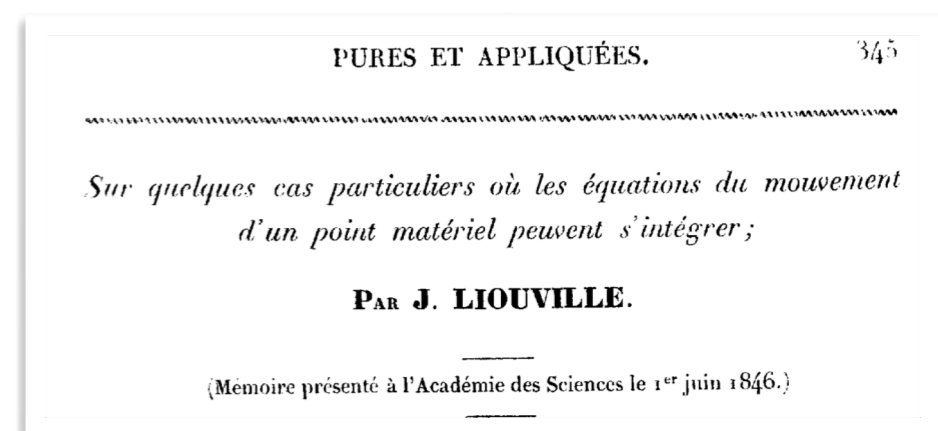 PURES ET APPLIQUÉES. 345
Sur quelques cas particuliers où les équations du mouvement
d'un point matériel peuvent s'intégrer;
PAR J. LIOUVILLE.
(Mémoire présenté à l'Académie des Sciences le 1er juin 1846.)